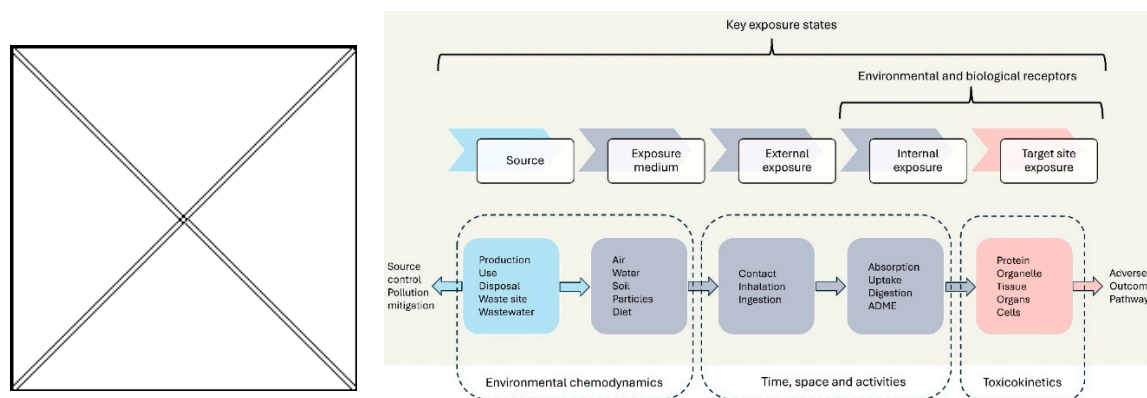 Key exposure states
Environmental and biological receptors
Source
Exposure
medium
External
exposure
Internal
exposure
Target site
exposure
Source
control
Pollution
mitigation
Production
Use
Disposal
Waste site
Wastewater
Air
Water
Soil
Particles
Diet
Contact
Inhalation
Ingestion
Absorption
Uptake
Digestion
ADME
Protein
Organelle
Tissue
Organs
Cells
Adverse
Outcom
Pathway
Environmental chemodynamics
Time, space and activities
Toxicokinetics